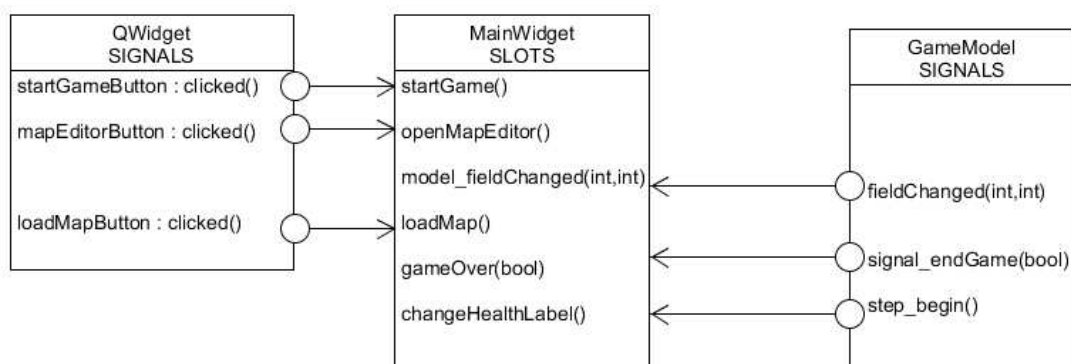 QWidget
SIGNALS
startGameButton : clicked()
mapEditorButton : clicked()
loadMapButton : clicked()
MainWidget
SLOTS
startGame()
openMapEditor()
model_fieldChanged(int,int)
loadMap()
gameOver(bool)
changeHealthLabel()
GameModel
SIGNALS
fieldChanged(int,int)
signal_endGame(bool)
step_begin()